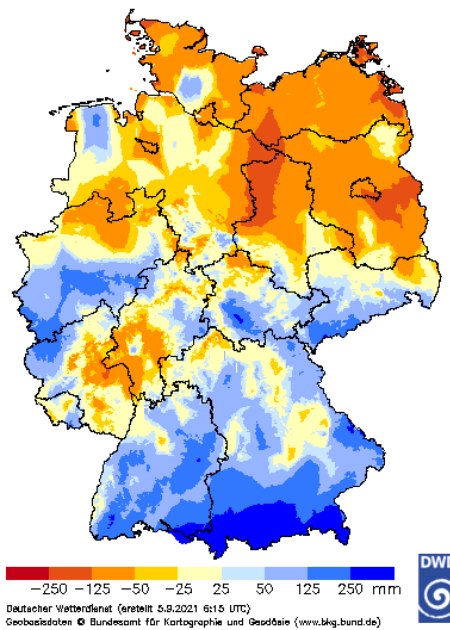 -250 -125 -50 -25 25 50 125 250 mm
DWD
Deutscher Wetterdienst (erstellt 5.9.2021 6:15 UTC)
Geobasisdaten © Bundesamt für Kartographie und Geodäsie (www.bkg.bund.de)